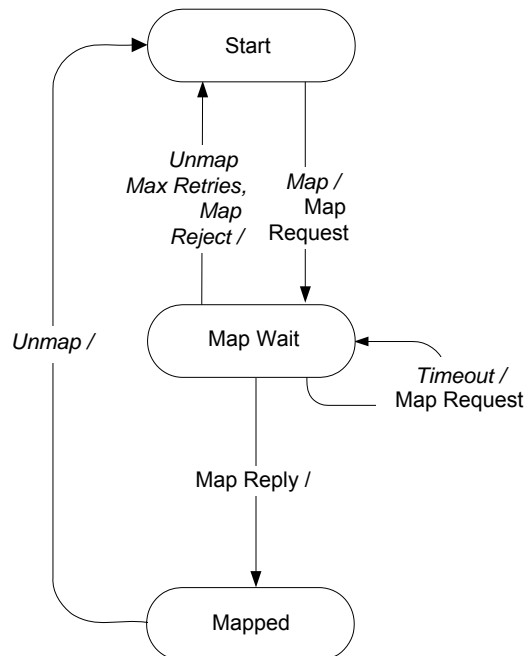 Start
Unmap
Max Retries,
Map
Reject /
Map /
Map
Request
Map Wait
Unmap /
Timeout /
Map Request
Map Reply /
Mapped